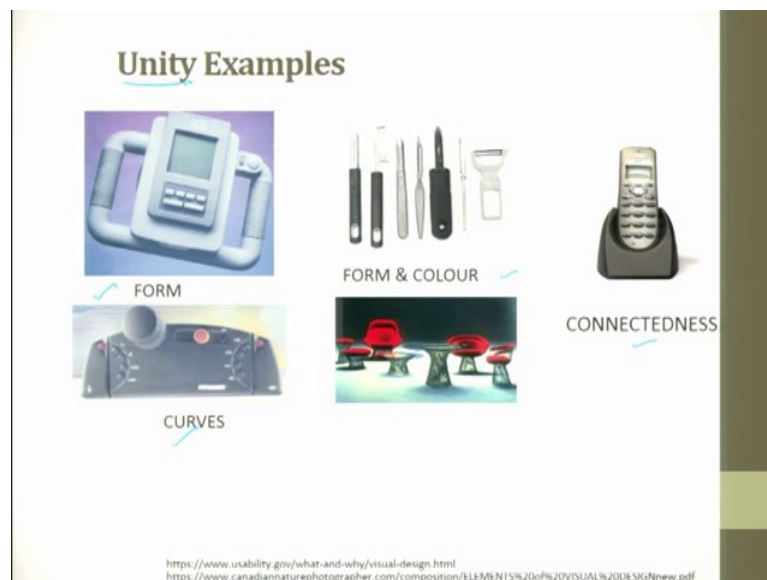 Unity Examples
FORM
FORM & COLOUR
CONNECTEDNESS
CURVES
https://www.usability.gov/what-and-why/visual-design.html
https://www.canadiannaturephotographer.com/composition/ELEMENTS%20of%20VISUAL%20DESIGNnew.pdf